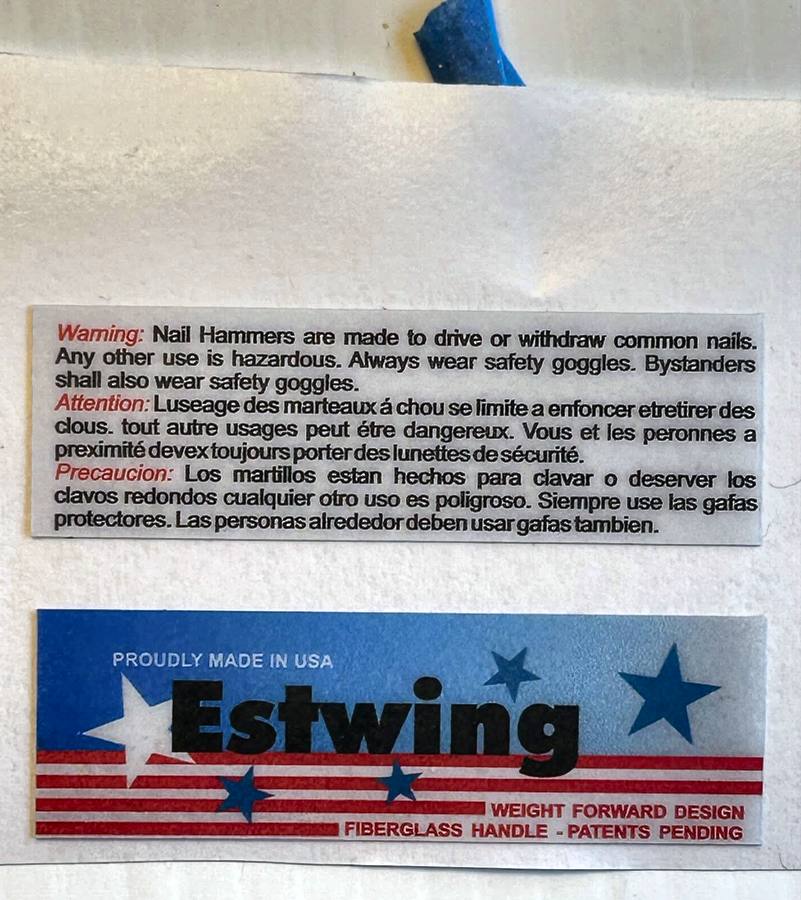 Warning: Nail Hammers are made to drive or withdraw common nails.
Any other use is hazardous. Always wear safety goggles. Bystanders
shall also wear safety goggles.
Attention: Luseage des marteaux á chou se limite a enfoncer etretirer des
clous. tout autre usages peut étre dangereux. Vous et les peronnes a
preximité devex toujours porter des lunettes de sécurité.
Precaucion: Los martillos estan hechos para clavar o deserver los
clavos redondos cualquier otro uso es poligroso. Siempre use las gafas
protectores. Las personas alrededor deben usar gafas tambien.
PROUDLY MADE IN USA
Estwing
WEIGHT FORWARD DESIGN
FIBERGLASS HANDLE - PATENTS PENDING